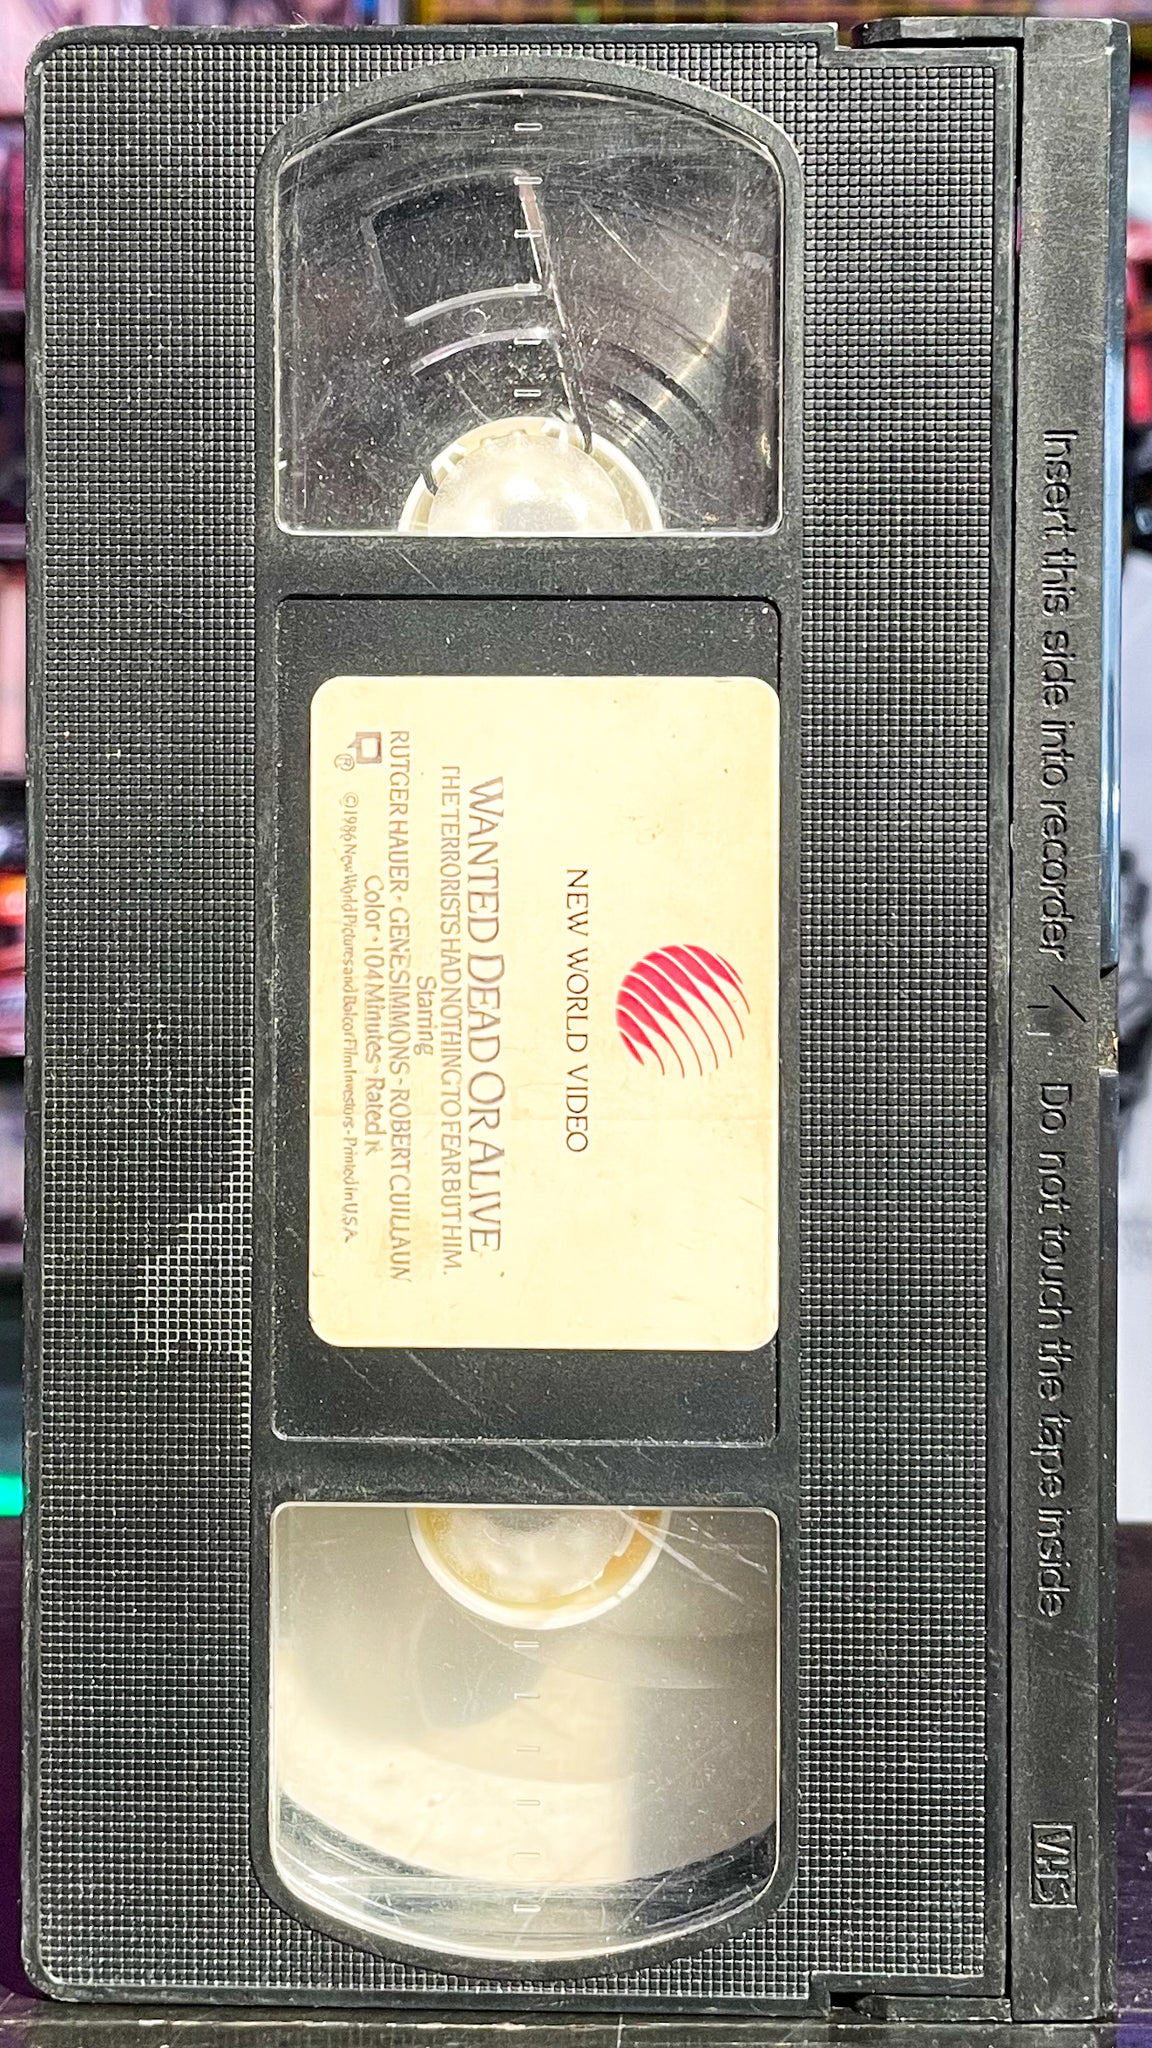 NEW WORLD VIDEO
WANTED DEAD OR ALIVE
THE TERRORISTS HAD NOTHING TO FEAR BUT HIM.
Starring
RUTGER HAUER • GENE SIMMONS • ROBERT GUILLAUM
Color • 104 Minutes • Rated R
® ©1986 New World Pictures and Balcor Film Investors • Printed in U.S.A.
Insert this side into recorder / Do not touch the tape inside
VHS